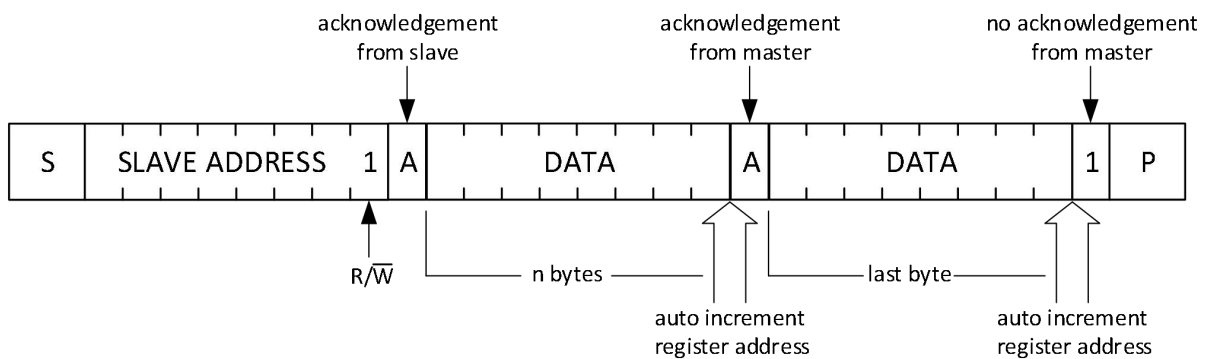 acknowledgement
from slave
acknowledgement
from master
no acknowledgement
from master
S SLAVE ADDRESS 1 A DATA A DATA 1 P
R/W̅
n bytes
last byte
auto increment
register address
auto increment
register address